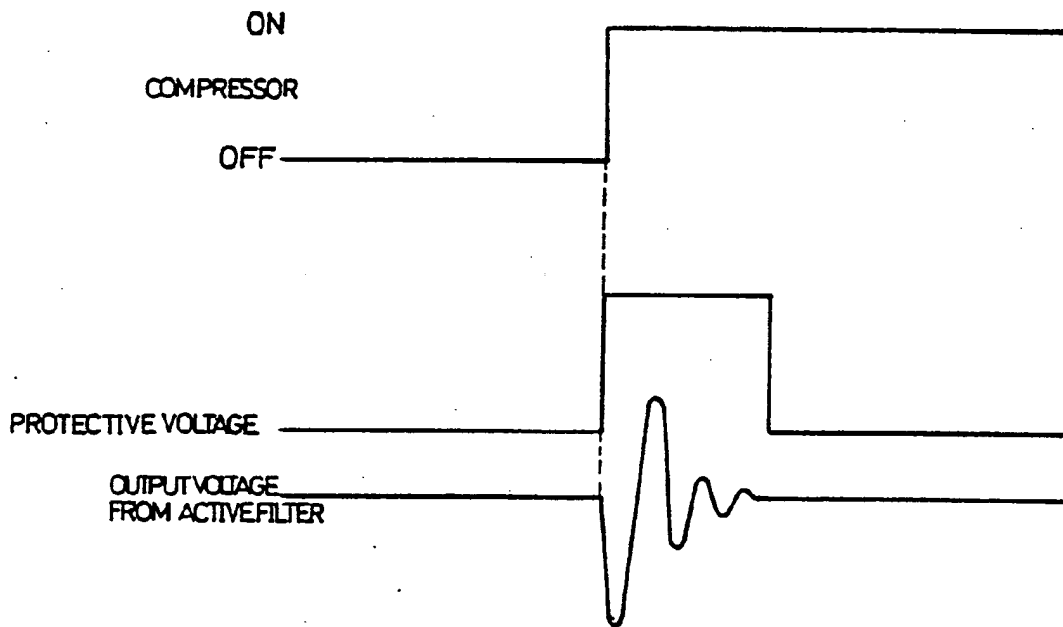 ON
COMPRESSOR
OFF
PROTECTIVE VOLTAGE
OUTPUT VOLTAGE
FROM ACTIVE FILTER